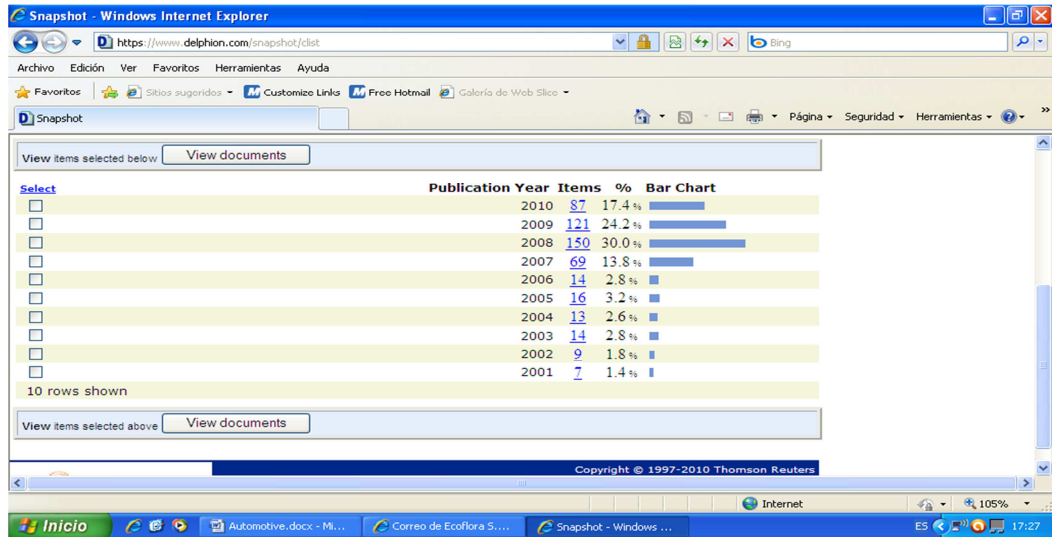 Snapshot - Windows Internet Explorer
https://www.delphion.com/snapshot/clist
Bing
Archivo Edición Ver Favoritos Herramientas Ayuda
Favoritos Sitios sugeridos Customize Links Free Hotmail Galería de Web Slice
Snapshot
Página Seguridad Herramientas
View items selected below View documents
Select Publication Year Items % Bar Chart
2010 87 17.4 %
2009 121 24.2 %
2008 150 30.0 %
2007 69 13.8 %
2006 14 2.8 %
2005 16 3.2 %
2004 13 2.6 %
2003 14 2.8 %
2002 9 1.8 %
2001 7 1.4 %
10 rows shown
View items selected above View documents
Copyright © 1997-2010 Thomson Reuters
Internet 105%
Inicio Automotive.docx - Mi... Correo de Ecoflora S.... Snapshot - Windows ... ES 17:27